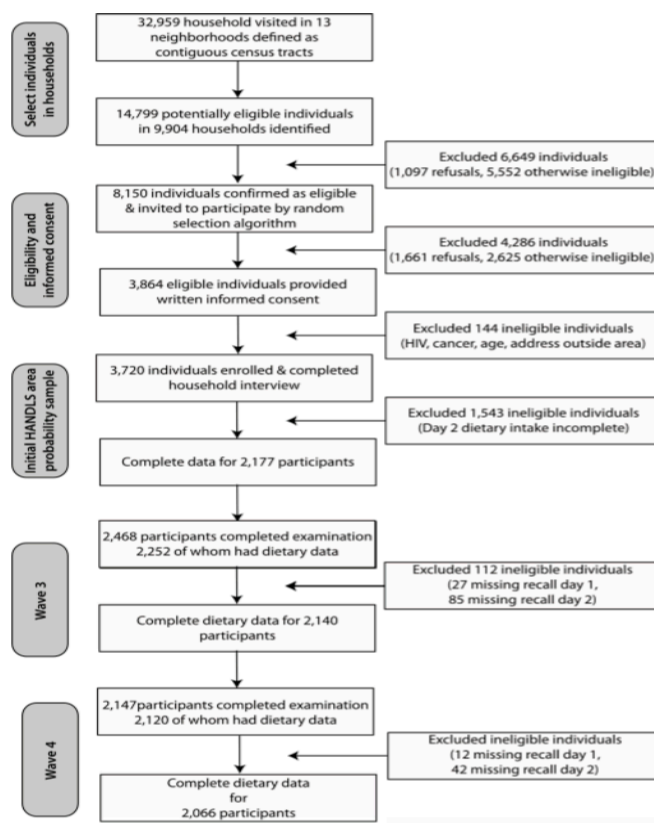 Select individuals
in households
32,959 household visited in 13
neighborhoods defined as
contiguous census tracts
14,799 potentially eligible individuals
in 9,904 households identified
Excluded 6,649 individuals
(1,097 refusals, 5,552 otherwise ineligible)
Eligibility and
informed consent
8,150 individuals confirmed as eligible
& invited to participate by random
selection algorithm
Excluded 4,286 individuals
(1,661 refusals, 2,625 otherwise ineligible)
3,864 eligible individuals provided
written informed consent
Excluded 144 ineligible individuals
(HIV, cancer, age, address outside area)
Initial HANDLS area
probability sample
3,720 individuals enrolled & completed
household interview
Excluded 1,543 ineligible individuals
(Day 2 dietary intake incomplete)
Complete data for 2,177 participants
Wave 3
2,468 participants completed examination
2,252 of whom had dietary data
Excluded 112 ineligible individuals
(27 missing recall day 1,
85 missing recall day 2)
Complete dietary data for 2,140
participants
Wave 4
2,147participants completed examination
2,120 of whom had dietary data
Excluded ineligible individuals
(12 missing recall day 1,
42 missing recall day 2)
Complete dietary data
for
2,066 participants